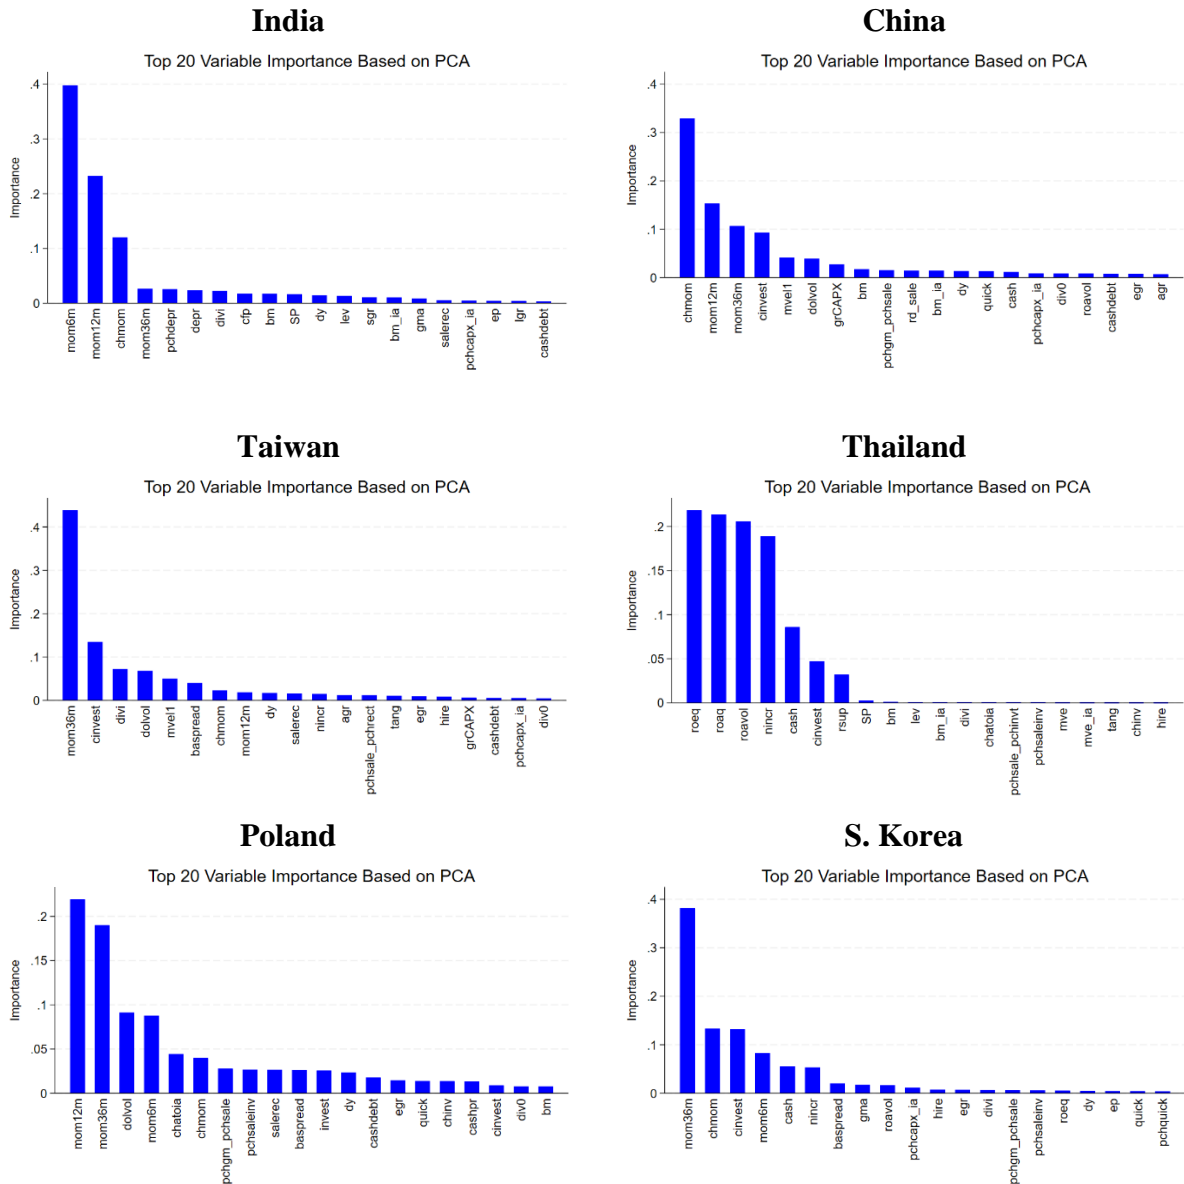 India
Top 20 Variable Importance Based on PCA
Importance
.4
.3
.2
.1
0
mom6m
mom12m
chmom
mom36m
pchdepr
depr
divi
cfp
bm
SP
dy
lev
sgr
bm_ia
gma
salerec
pchcapx_ia
ep
lgr
cashdebt
China
Top 20 Variable Importance Based on PCA
Importance
.4
.3
.2
.1
0
chmom
mom12m
mom36m
cinvest
mvel1
dolvol
grCAPX
bm
pchgm_pchsale
rd_sale
bm_ia
dy
quick
cash
pchcapx_ia
div0
roavol
cashdebt
egr
agr
Taiwan
Top 20 Variable Importance Based on PCA
Importance
.4
.3
.2
.1
0
mom36m
cinvest
divi
dolvol
mvel1
baspread
chmom
mom12m
dy
salerec
nincr
agr
pchsale_pchrect
tang
egr
hire
grCAPX
cashdebt
pchcapx_ia
div0
Thailand
Top 20 Variable Importance Based on PCA
Importance
.2
.15
.1
.05
0
roeq
roaq
roavol
nincr
cash
cinvest
rsup
SP
bm
lev
bm_ia
divi
chatoia
pchsale_pchinvt
pchsaleinv
mve
mve_ia
tang
chinv
hire
Poland
Top 20 Variable Importance Based on PCA
Importance
.2
.15
.1
.05
0
mom12m
mom36m
dolvol
mom6m
chatoia
chmom
pchgm_pchsale
pchsaleinv
salerec
baspread
invest
dy
cashdebt
egr
quick
chinv
cashpr
cinvest
div0
bm
S. Korea
Top 20 Variable Importance Based on PCA
Importance
.4
.3
.2
.1
0
mom36m
chmom
cinvest
mom6m
cash
nincr
baspread
gma
roavol
pchcapx_ia
hire
egr
divi
pchgm_pchsale
pchsaleinv
roeq
dy
ep
quick
pchquick